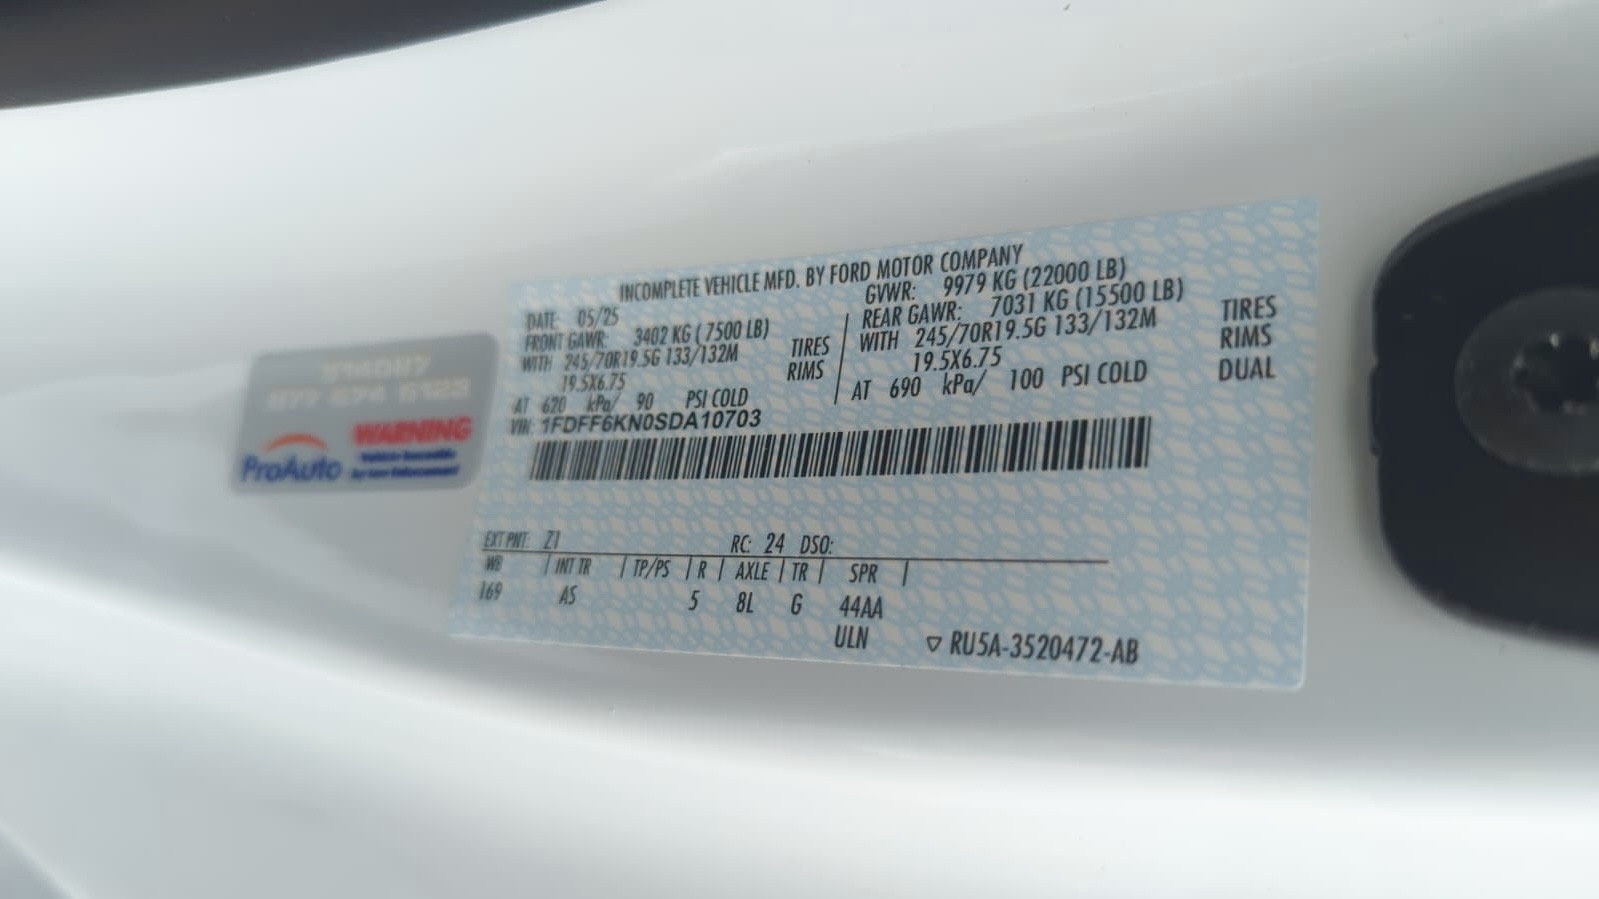 INCOMPLETE VEHICLE MFD. BY FORD MOTOR COMPANY
DATE: 05/25
GVWR: 9979 KG (22000 LB)
FRONT GAWR: 3402 KG (7500 LB)
WITH 245/70R19.5G 133/132M TIRES
19.5X6.75 RIMS
AT 620 kPa/ 90 PSI COLD
REAR GAWR: 7031 KG (15500 LB)
WITH 245/70R19.5G 133/132M TIRES
19.5X6.75 RIMS
AT 690 kPa/ 100 PSI COLD DUAL
VIN: 1FDFF6KN0SDA10703
EXT PNT: Z1 RC: 24 DSO:
WB | INT TR | TP/PS | R | AXLE | TR | SPR |
169 AS 5 8L G 44AA
ULN ▽ RU5A-3520472-AB
WARNING
ProAuto